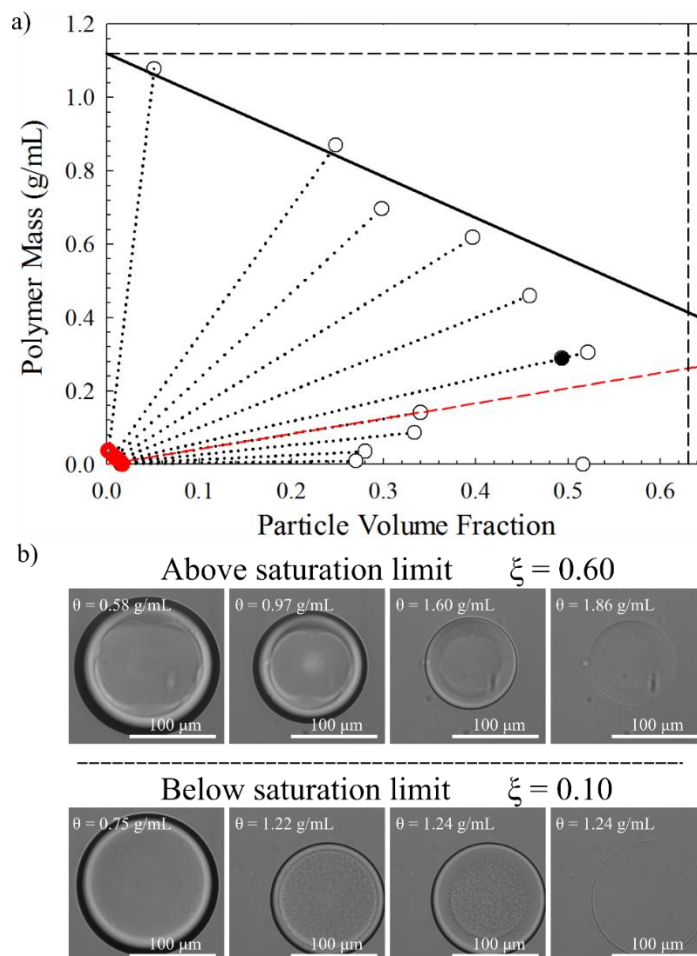 a)
1.2
1.0
0.8
0.6
0.4
0.2
0.0
Polymer Mass (g/mL)
0.0 0.1 0.2 0.3 0.4 0.5 0.6
Particle Volume Fraction
b)
Above saturation limit ξ = 0.60
θ = 0.58 g/mL θ = 0.97 g/mL θ = 1.60 g/mL θ = 1.86 g/mL
100 μm 100 μm 100 μm 100 μm
Below saturation limit ξ = 0.10
θ = 0.75 g/mL θ = 1.22 g/mL θ = 1.24 g/mL θ = 1.24 g/mL
100 μm 100 μm 100 μm 100 μm